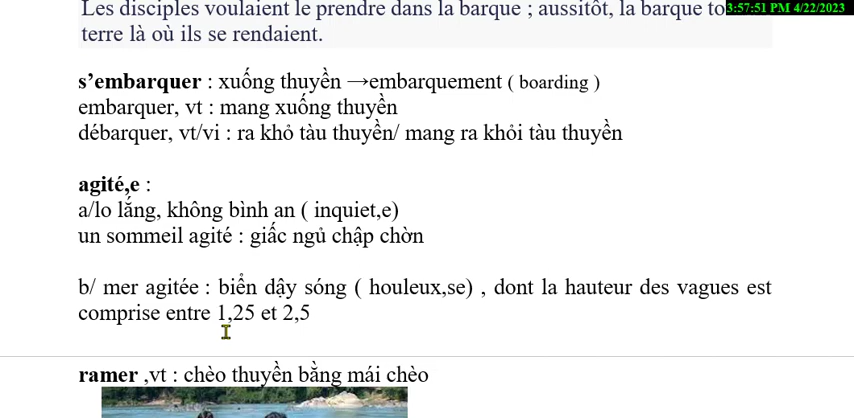 Les disciples voulaient le prendre dans la barque ; aussitôt, la barque to
3:57:51 PM 4/22/2023
terre là où ils se rendaient.
s’embarquer : xuống thuyền →embarquement ( boarding )
embarquer, vt : mang xuống thuyền
débarquer, vt/vi : ra khỏ tàu thuyền/ mang ra khỏi tàu thuyền
agité,e :
a/lo lắng, không bình an ( inquiet,e)
un sommeil agité : giấc ngủ chập chờn
b/ mer agitée : biển dậy sóng ( houleux,se) , dont la hauteur des vagues est
comprise entre 1,25 et 2,5
ramer ,vt : chèo thuyền bằng mái chèo